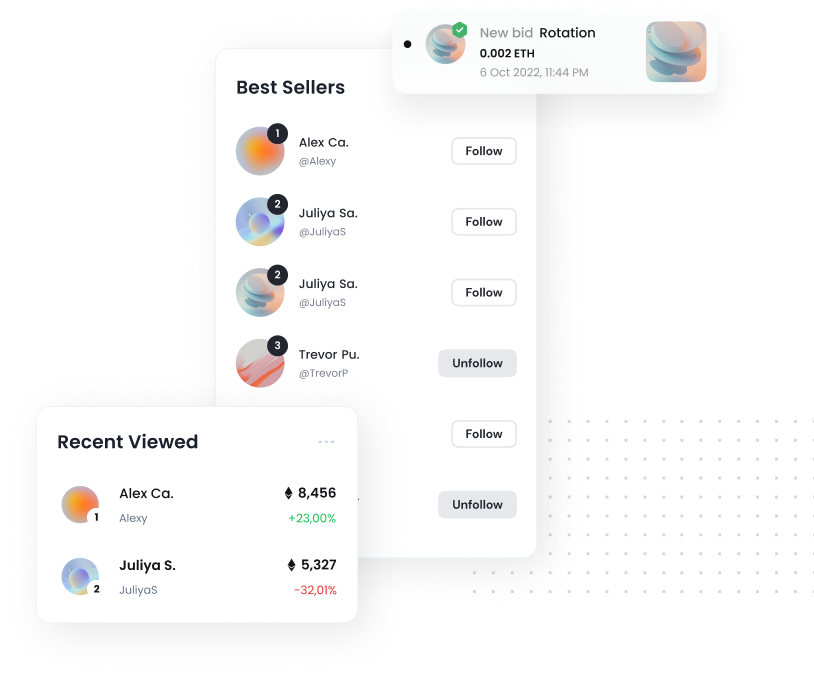 New bid Rotation
0.002 ETH
6 Oct 2022, 11:44 PM
Best Sellers
1
Alex Ca.
@Alexy
Follow
2
Juliya Sa.
@JuliyaS
Follow
2
Juliya Sa.
@JuliyaS
Follow
3
Trevor Pu.
@TrevorP
Unfollow
Follow
Unfollow
Recent Viewed
Alex Ca.
8,456
1
Alexy
+23,00%
Juliya S.
5,327
2
JuliyaS
-32,01%